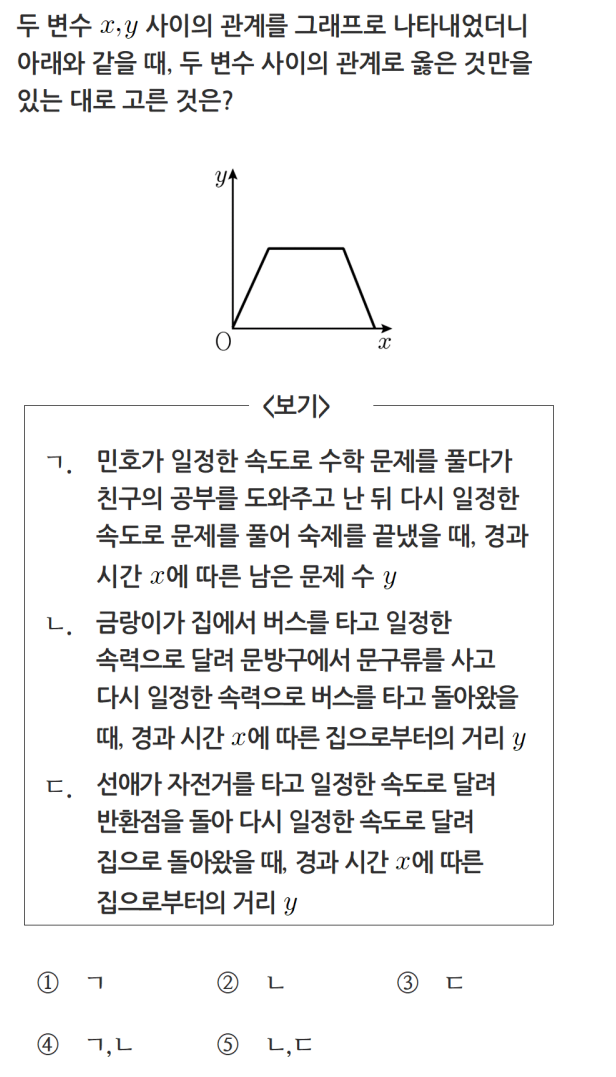 두 변수 x,y 사이의 관계를 그래프로 나타내었더니
아래와 같을 때, 두 변수 사이의 관계로 옳은 것만을
있는 대로 고른 것은?
y
O
x
<보기>
ㄱ. 민호가 일정한 속도로 수학 문제를 풀다가
친구의 공부를 도와주고 난 뒤 다시 일정한
속도로 문제를 풀어 숙제를 끝냈을 때, 경과
시간 x에 따른 남은 문제 수 y
ㄴ. 금랑이가 집에서 버스를 타고 일정한
속력으로 달려 문방구에서 문구류를 사고
다시 일정한 속력으로 버스를 타고 돌아왔을
때, 경과 시간 x에 따른 집으로부터의 거리 y
ㄷ. 선애가 자전거를 타고 일정한 속도로 달려
반환점을 돌아 다시 일정한 속도로 달려
집으로 돌아왔을 때, 경과 시간 x에 따른
집으로부터의 거리 y
① ㄱ ② ㄴ ③ ㄷ
④ ㄱ,ㄴ ⑤ ㄴ,ㄷ